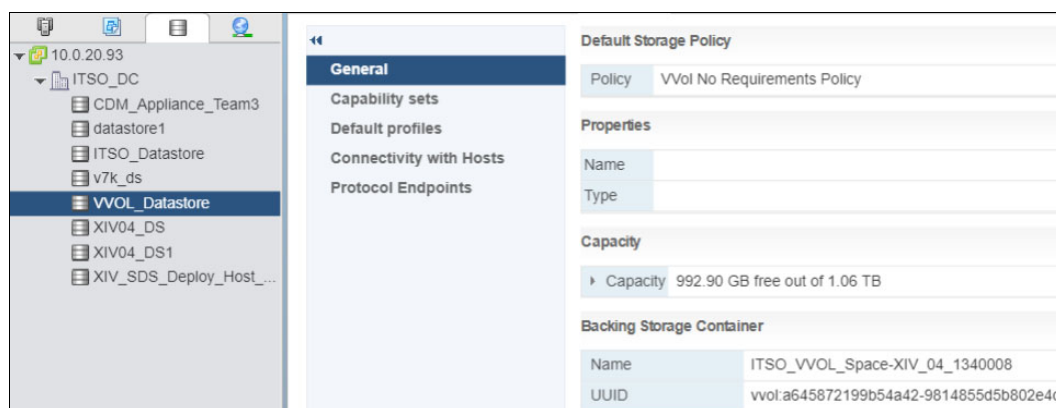 10.0.20.93
ITSO_DC
CDM_Appliance_Team3
datastore1
ITSO_Datastore
v7k_ds
VVOL_Datastore
XIV04_DS
XIV04_DS1
XIV_SDS_Deploy_Host_...
General
Capability sets
Default profiles
Connectivity with Hosts
Protocol Endpoints
Default Storage Policy
Policy VVol No Requirements Policy
Properties
Name
Type
Capacity
Capacity 992.90 GB free out of 1.06 TB
Backing Storage Container
Name ITSO_VVOL_Space-XIV_04_1340008
UUID vvol:a645872199b54a42-9814855d5b802e4